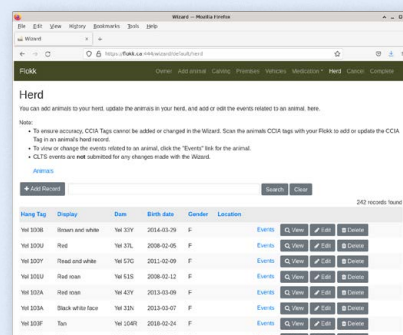 Wizard — Mozilla Firefox
File Edit View History Bookmarks Tools Help
Wizard × +
https://flokk.ca:444/wizard/default/herd
Flokk Owner Add animal Calving Premises Vehicles Medication Herd Cancel Complete
Herd
You can add animals to your herd, update the animals in your herd, and add or edit the events related to an animal, here.
Note:
• To ensure accuracy, CCIA Tags cannot be added or changed in the Wizard. Scan the animals CCIA tags with your Flokk to add or update the CCIA
Tag in an animal's herd record.
• To view or change the events related to an animal, click the "Events" link for the animal.
• CLTS events are not submitted for any changes made with the Wizard.
Animals
+ Add Record Search Clear
242 records found
Hang Tag Display Dam Birth date Gender Location
Yel 100B Brown and white Yel 33Y 2014-03-29 F Events View Edit Delete
Yel 100U Red Yel 37L 2008-02-05 F Events View Edit Delete
Yel 100Y Read and white Yel 57G 2011-02-09 F Events View Edit Delete
Yel 101U Red roan Yel 51S 2008-02-12 F Events View Edit Delete
Yel 102A Red roan Yel 43Y 2013-03-09 F Events View Edit Delete
Yel 103A Black white face Yel 31N 2013-03-07 F Events View Edit Delete
Yel 103F Tan Yel 104R 2018-02-24 F Events View Edit Delete